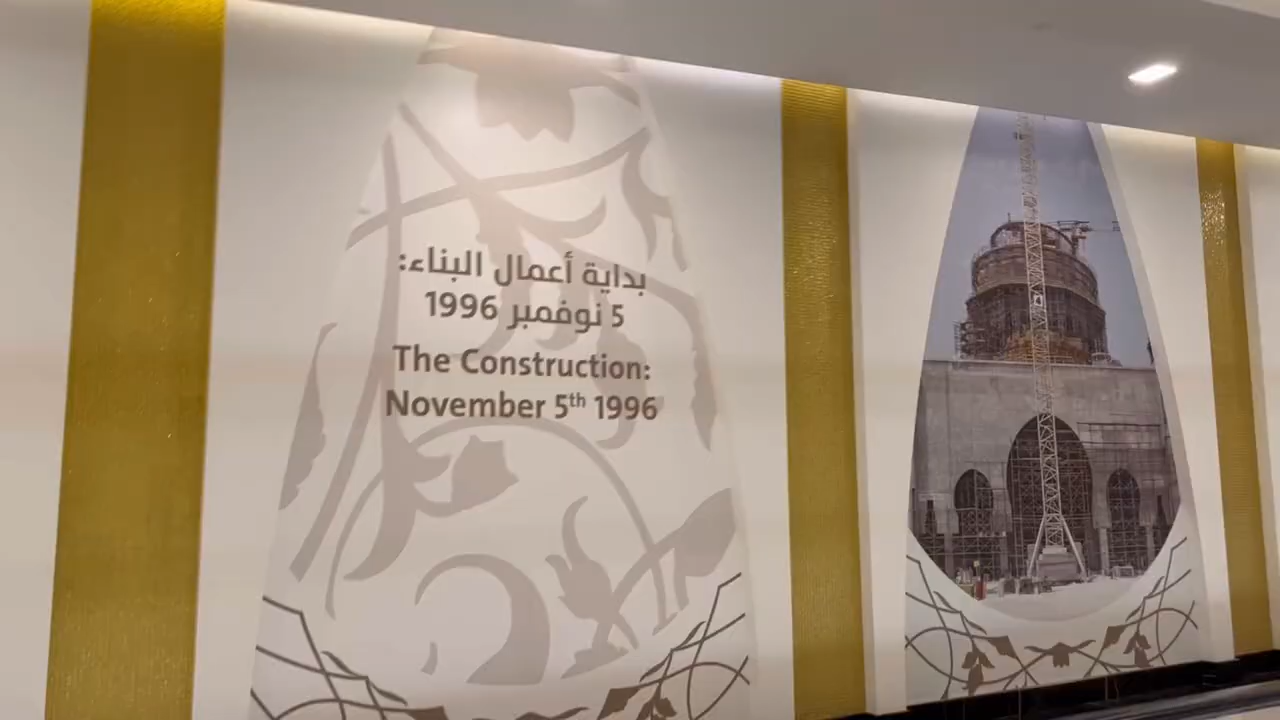 بداية أعمال البناء:
5 نوفمبر 1996
The Construction:
November 5th 1996